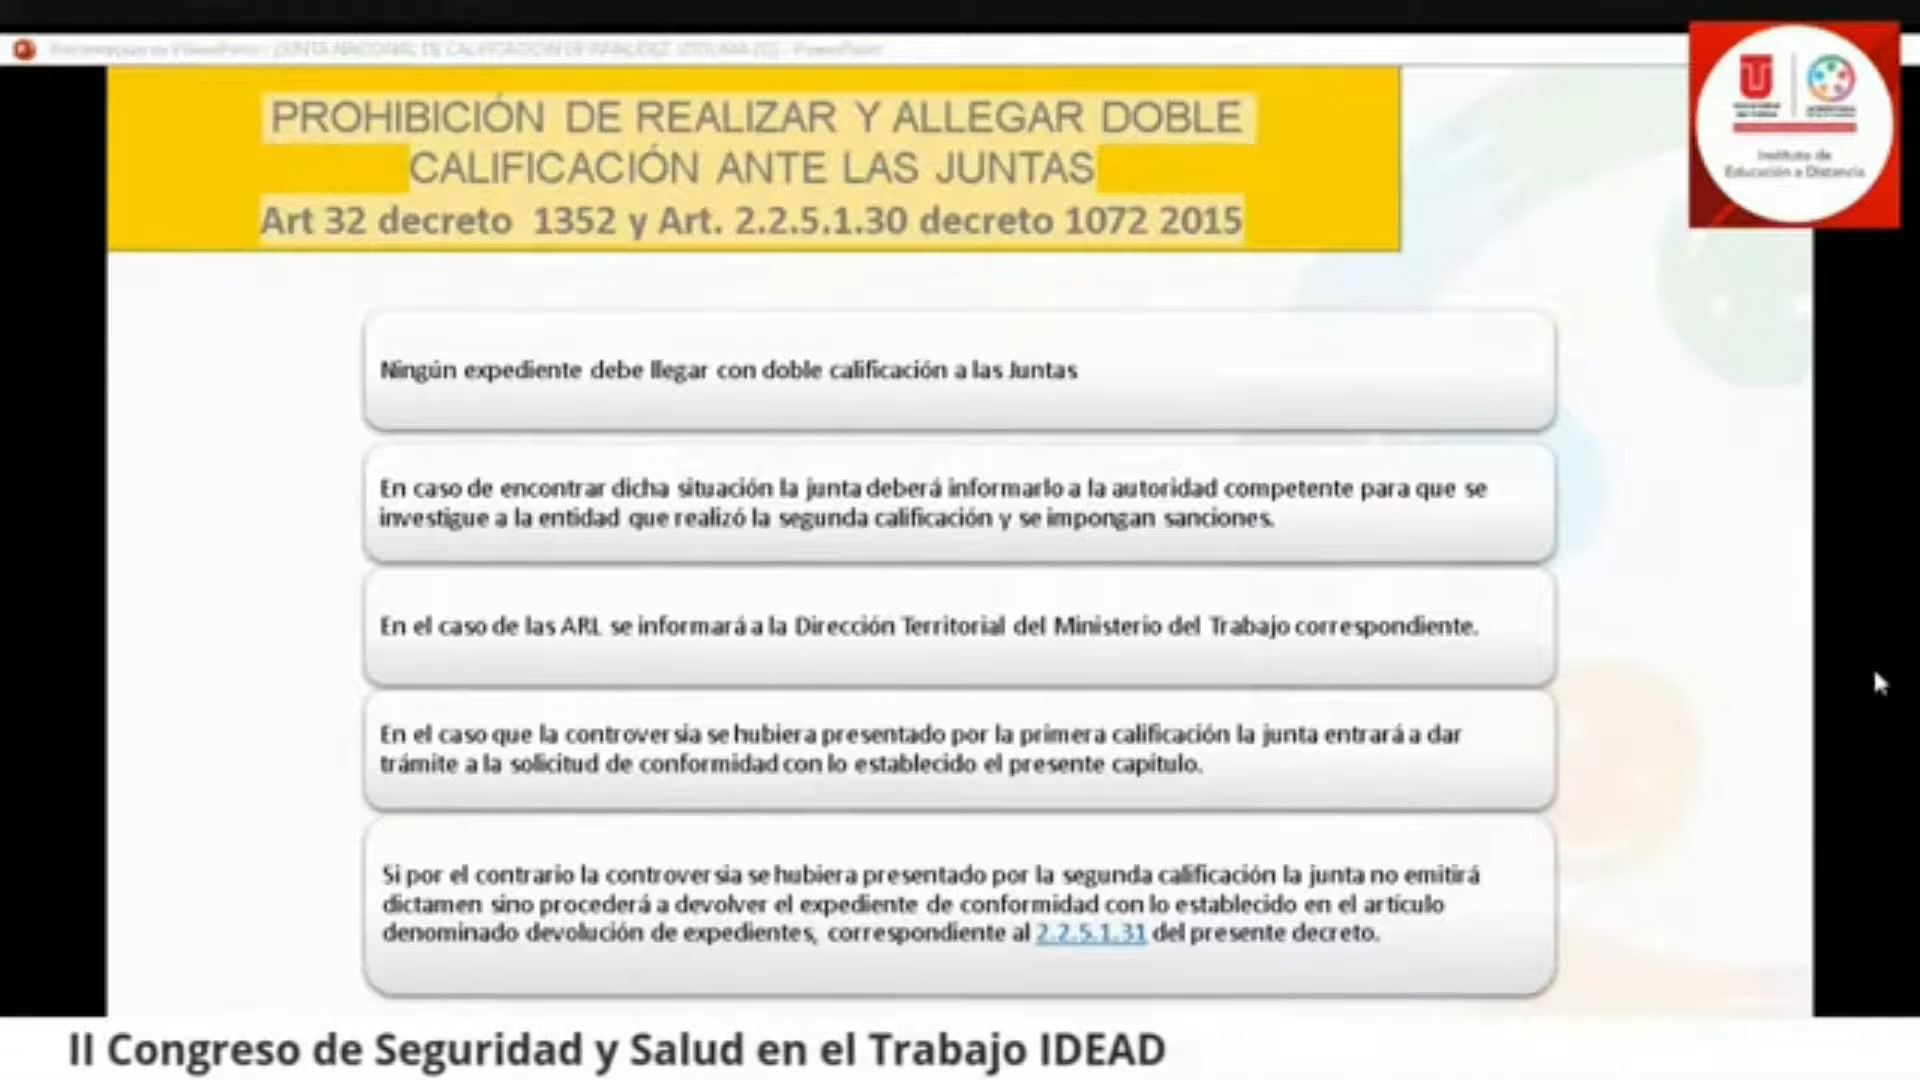 PROHIBICIÓN DE REALIZAR Y ALLEGAR DOBLE
CALIFICACIÓN ANTE LAS JUNTAS
Art 32 decreto 1352 y Art. 2.2.5.1.30 decreto 1072 2015
Instituto de
Educación a Distancia
Ningún expediente debe llegar con doble calificación a las Juntas
En caso de encontrar dicha situación la junta deberá informarlo a la autoridad competente para que se
investigue a la entidad que realizó la segunda calificación y se impongan sanciones.
En el caso de las ARL se informará a la Dirección Territorial del Ministerio del Trabajo correspondiente.
En el caso que la controversia se hubiera presentado por la primera calificación la junta entrará a dar
trámite a la solicitud de conformidad con lo establecido el presente capítulo.
Si por el contrario la controversia se hubiera presentado por la segunda calificación la junta no emitirá
dictamen sino procederá a devolver el expediente de conformidad con lo establecido en el artículo
denominado devolución de expedientes, correspondiente al 2.2.5.1.31 del presente decreto.
II Congreso de Seguridad y Salud en el Trabajo IDEAD